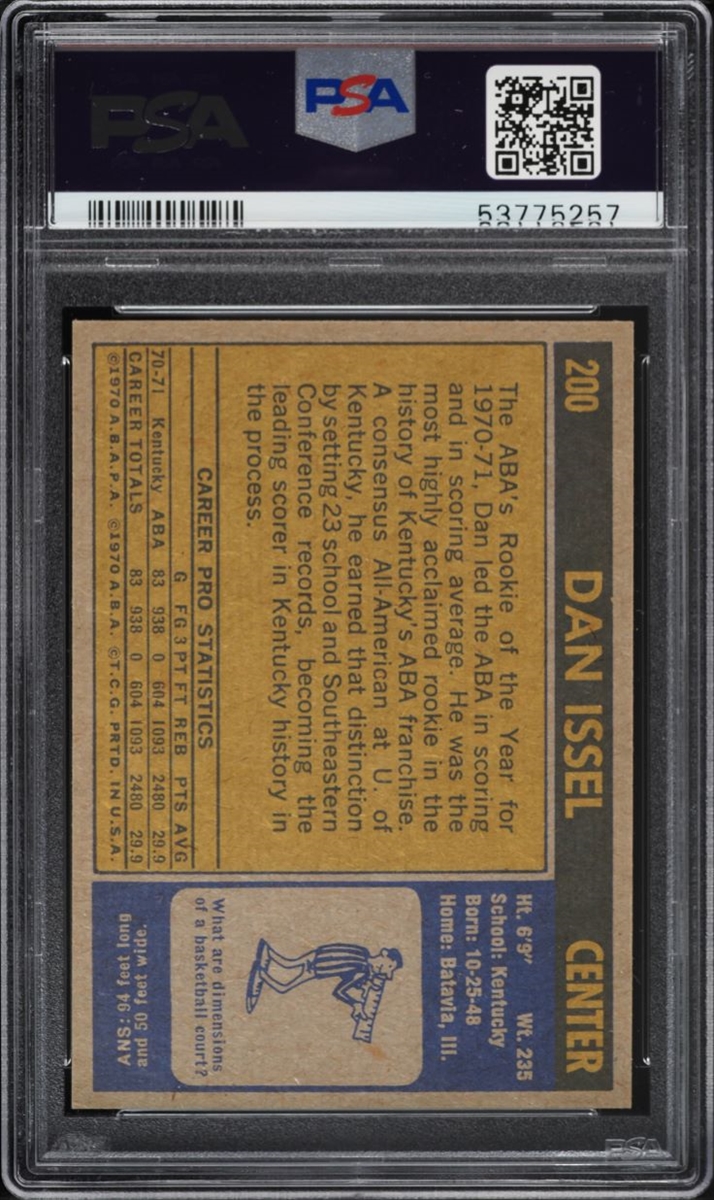 PSA
PSA
53775257
200 DAN ISSEL CENTER
The ABA's Rookie of the Year for
1970-71, Dan led the ABA in scoring
and in scoring average. He was the
most highly acclaimed rookie in the
history of Kentucky's ABA franchise.
A consensus All-American at U. of
Kentucky, he earned that distinction
by setting 23 school and Southeastern
Conference records, becoming the
leading scorer in Kentucky history in
the process.
CAREER PRO STATISTICS
G FG 3PT FT REB PTS AVG
70-71 Kentucky ABA 83 938 0 604 1093 2480 29.9
CAREER TOTALS 83 938 0 604 1093 2480 29.9
©1970 A.B.A.P.A. ©1970 A.B.A. ©T.C.G. PRTD. IN U.S.A.
Ht. 6'9" Wt. 235
School: Kentucky
Born: 10-25-48
Home: Batavia, Ill.
What are dimensions
of a basketball court?
ANS: 94 feet long
and 50 feet wide.
PSA